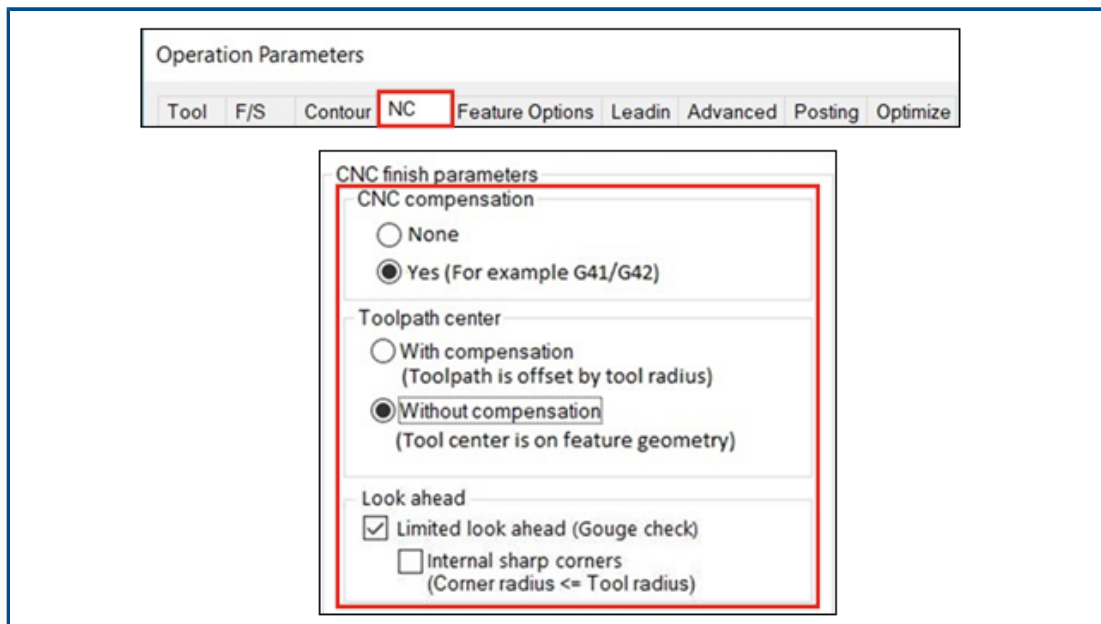 Operation Parameters
Tool F/S Contour NC Feature Options Leadin Advanced Posting Optimize
CNC finish parameters
CNC compensation
None
Yes (For example G41/G42)
Toolpath center
With compensation
(Toolpath is offset by tool radius)
Without compensation
(Tool center is on feature geometry)
Look ahead
Limited look ahead (Gouge check)
Internal sharp corners
(Corner radius <= Tool radius)